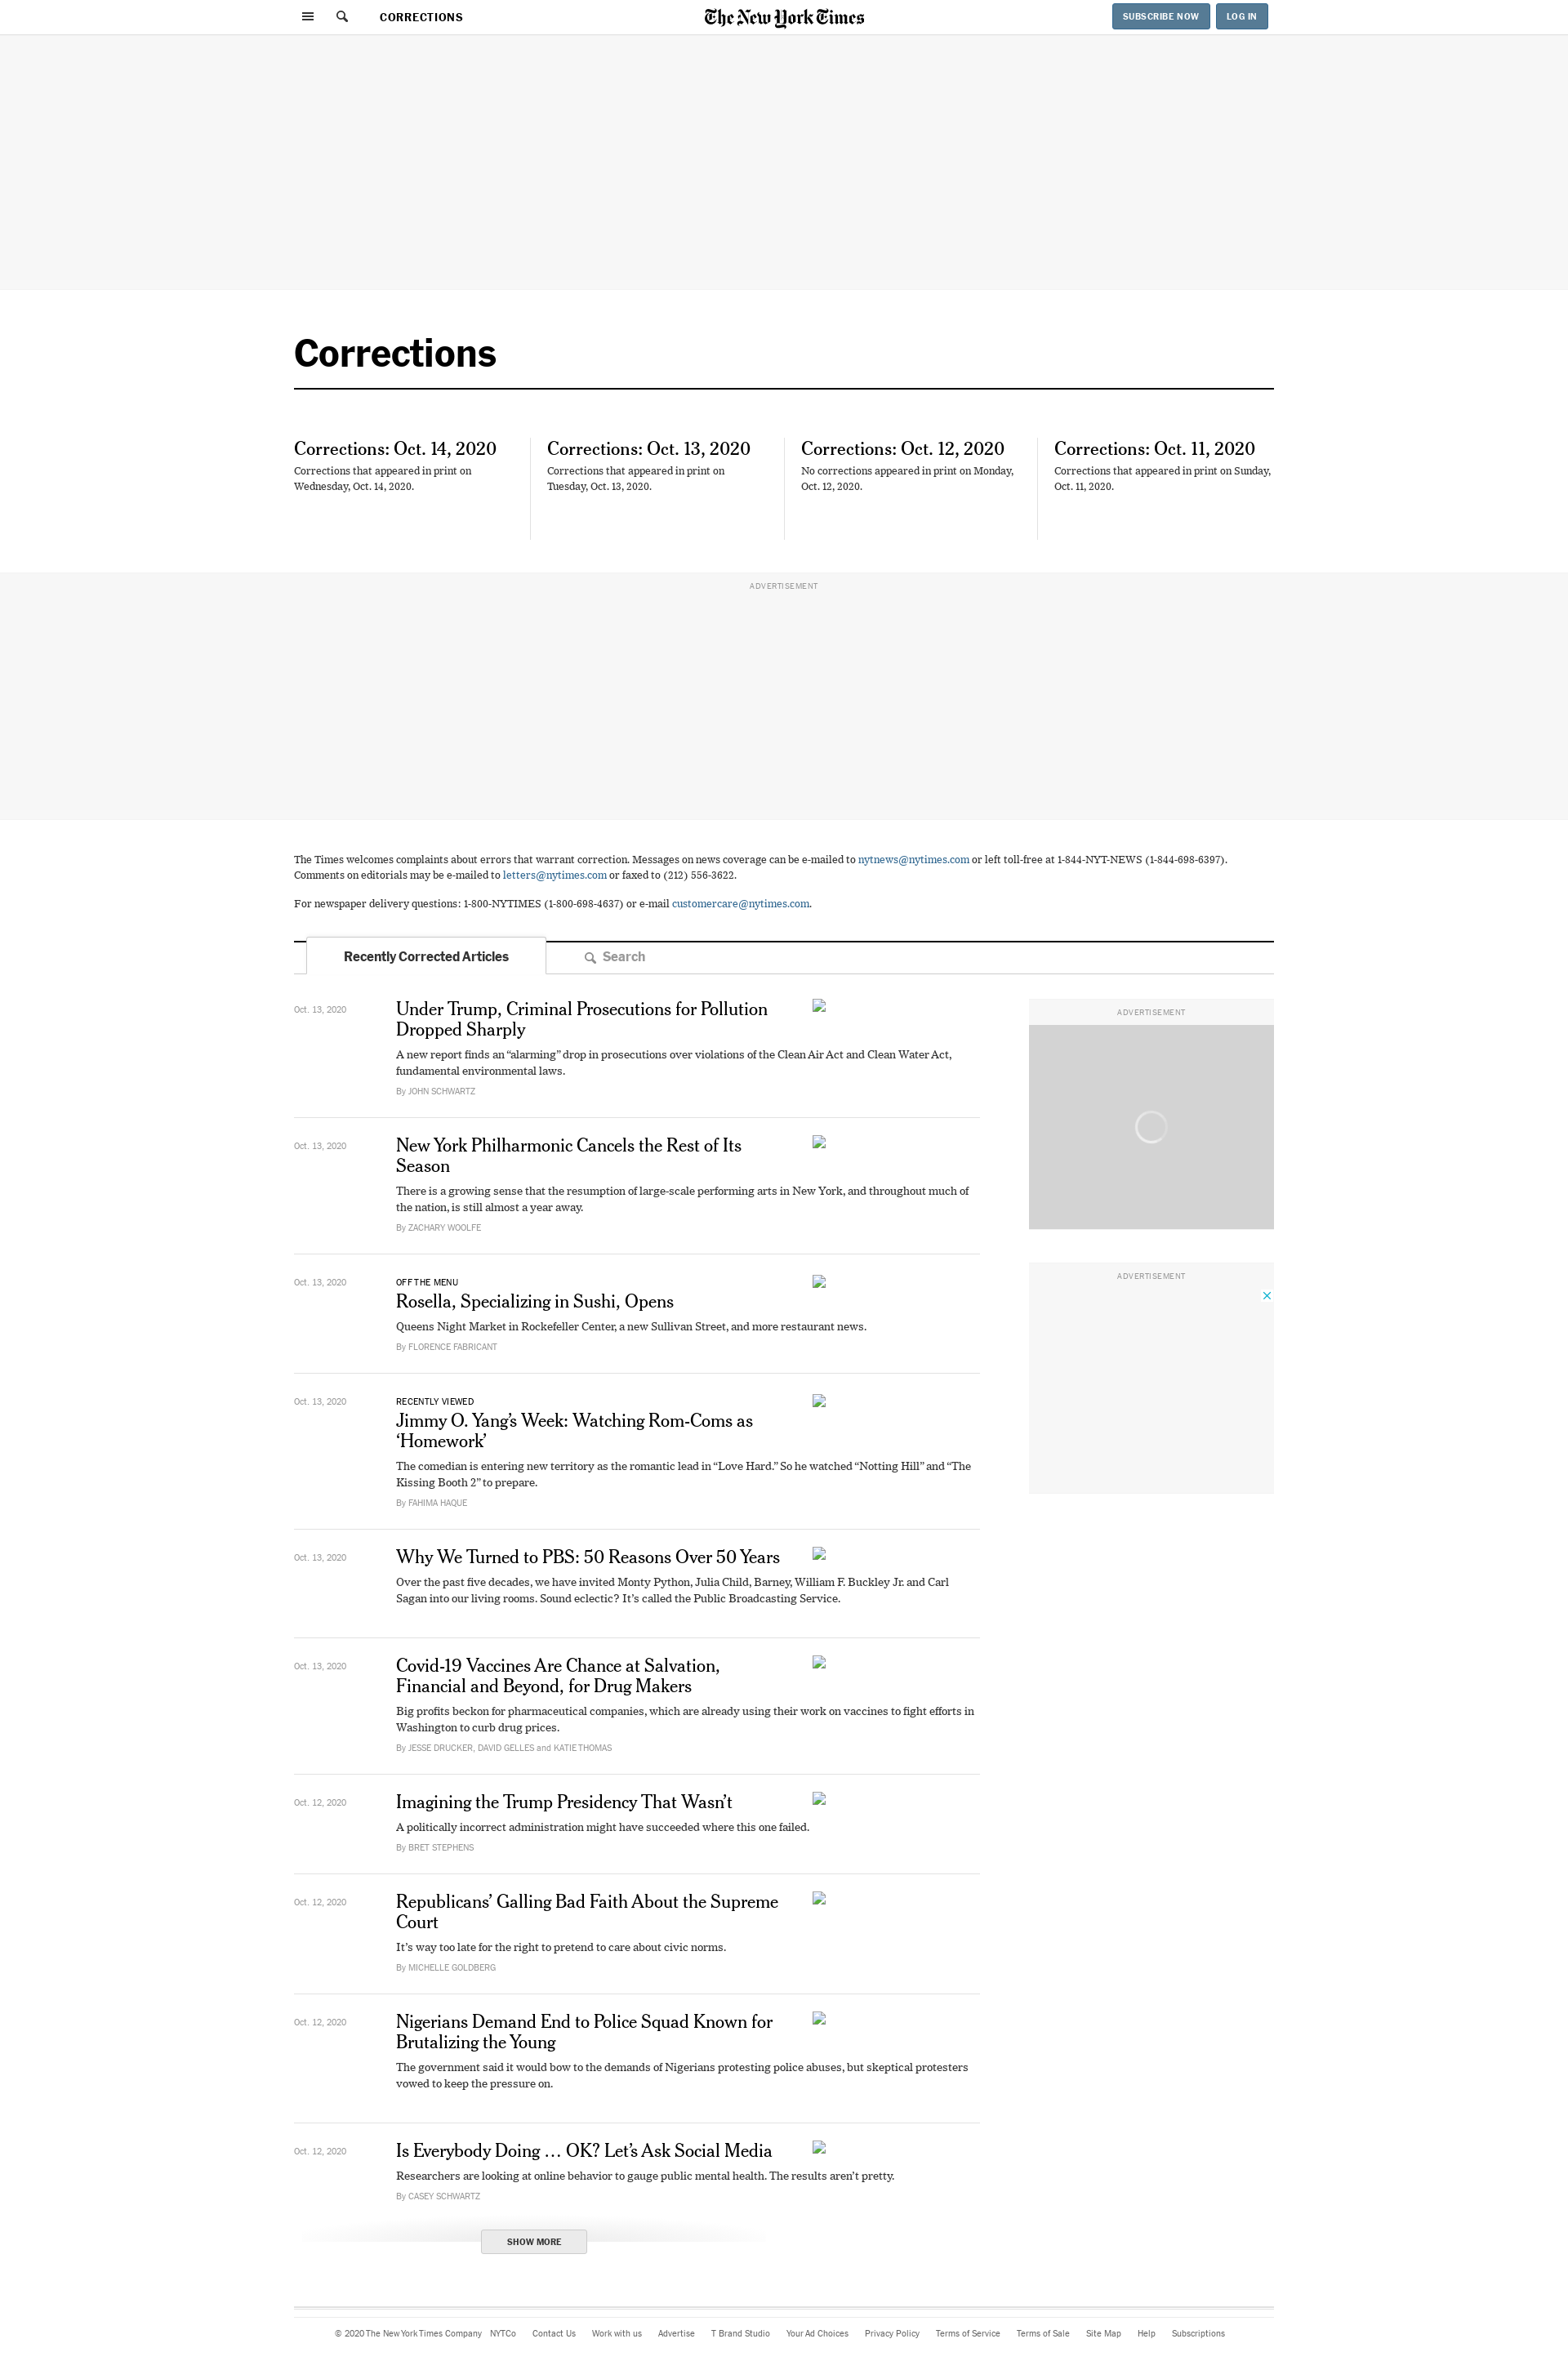 CORRECTIONS
The New York Times
SUBSCRIBE NOW
LOG IN
Corrections
Corrections: Oct. 14, 2020
Corrections that appeared in print on
Wednesday, Oct. 14, 2020.
Corrections: Oct. 13, 2020
Corrections that appeared in print on
Tuesday, Oct. 13, 2020.
Corrections: Oct. 12, 2020
No corrections appeared in print on Monday,
Oct. 12, 2020.
Corrections: Oct. 11, 2020
Corrections that appeared in print on Sunday,
Oct. 11, 2020.
ADVERTISEMENT
The Times welcomes complaints about errors that warrant correction. Messages on news coverage can be e-mailed to nytnews@nytimes.com or left toll-free at 1-844-NYT-NEWS (1-844-698-6397).
Comments on editorials may be e-mailed to letters@nytimes.com or faxed to (212) 556-3622.
For newspaper delivery questions: 1-800-NYTIMES (1-800-698-4637) or e-mail customercare@nytimes.com.
Recently Corrected Articles
Search
Oct. 13, 2020
Under Trump, Criminal Prosecutions for Pollution
Dropped Sharply
A new report finds an “alarming” drop in prosecutions over violations of the Clean Air Act and Clean Water Act,
fundamental environmental laws.
By JOHN SCHWARTZ
Oct. 13, 2020
New York Philharmonic Cancels the Rest of Its
Season
There is a growing sense that the resumption of large-scale performing arts in New York, and throughout much of
the nation, is still almost a year away.
By ZACHARY WOOLFE
Oct. 13, 2020
OFF THE MENU
Rosella, Specializing in Sushi, Opens
Queens Night Market in Rockefeller Center, a new Sullivan Street, and more restaurant news.
By FLORENCE FABRICANT
Oct. 13, 2020
RECENTLY VIEWED
Jimmy O. Yang’s Week: Watching Rom-Coms as
‘Homework’
The comedian is entering new territory as the romantic lead in “Love Hard.” So he watched “Notting Hill” and “The
Kissing Booth 2” to prepare.
By FAHIMA HAQUE
Oct. 13, 2020
Why We Turned to PBS: 50 Reasons Over 50 Years
Over the past five decades, we have invited Monty Python, Julia Child, Barney, William F. Buckley Jr. and Carl
Sagan into our living rooms. Sound eclectic? It’s called the Public Broadcasting Service.
Oct. 13, 2020
Covid-19 Vaccines Are Chance at Salvation,
Financial and Beyond, for Drug Makers
Big profits beckon for pharmaceutical companies, which are already using their work on vaccines to fight efforts in
Washington to curb drug prices.
By JESSE DRUCKER, DAVID GELLES and KATIE THOMAS
Oct. 12, 2020
Imagining the Trump Presidency That Wasn’t
A politically incorrect administration might have succeeded where this one failed.
By BRET STEPHENS
Oct. 12, 2020
Republicans’ Galling Bad Faith About the Supreme
Court
It’s way too late for the right to pretend to care about civic norms.
By MICHELLE GOLDBERG
Oct. 12, 2020
Nigerians Demand End to Police Squad Known for
Brutalizing the Young
The government said it would bow to the demands of Nigerians protesting police abuses, but skeptical protesters
vowed to keep the pressure on.
Oct. 12, 2020
Is Everybody Doing … OK? Let’s Ask Social Media
Researchers are looking at online behavior to gauge public mental health. The results aren’t pretty.
By CASEY SCHWARTZ
SHOW MORE
ADVERTISEMENT
ADVERTISEMENT
© 2020 The New York Times Company NYTCo Contact Us Work with us Advertise T Brand Studio Your Ad Choices Privacy Policy Terms of Service Terms of Sale Site Map Help Subscriptions